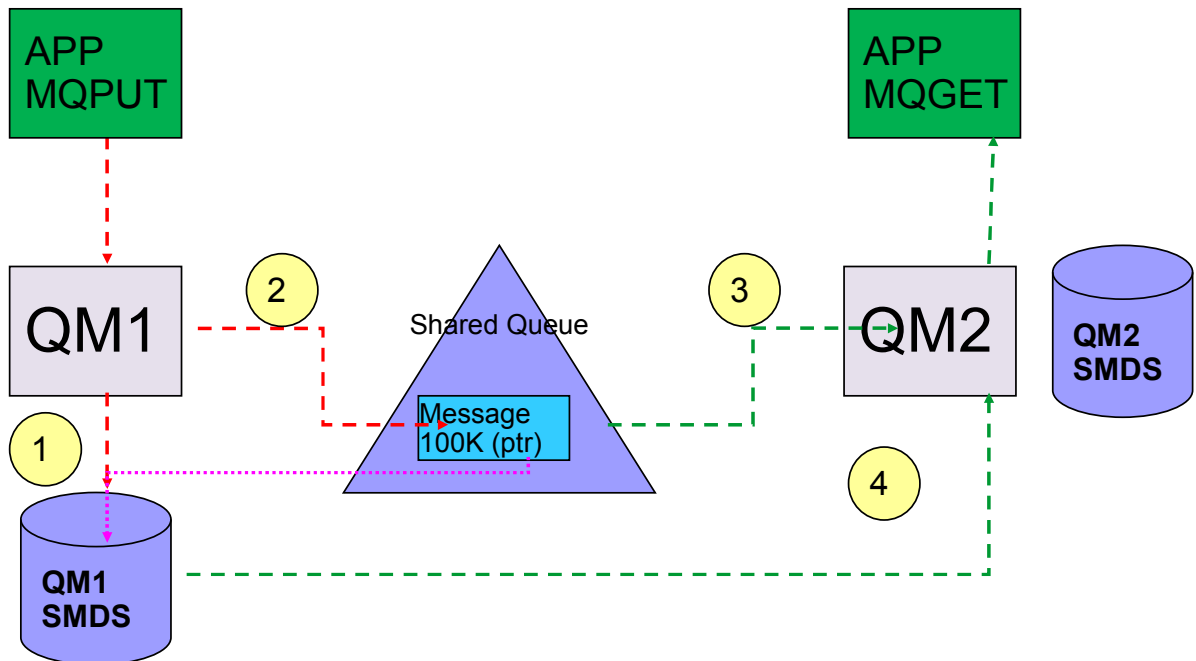 APP
MQPUT
APP
MQGET
QM1
2
Shared Queue
3
QM2
QM2
SMDS
Message
100K (ptr)
1
4
QM1
SMDS